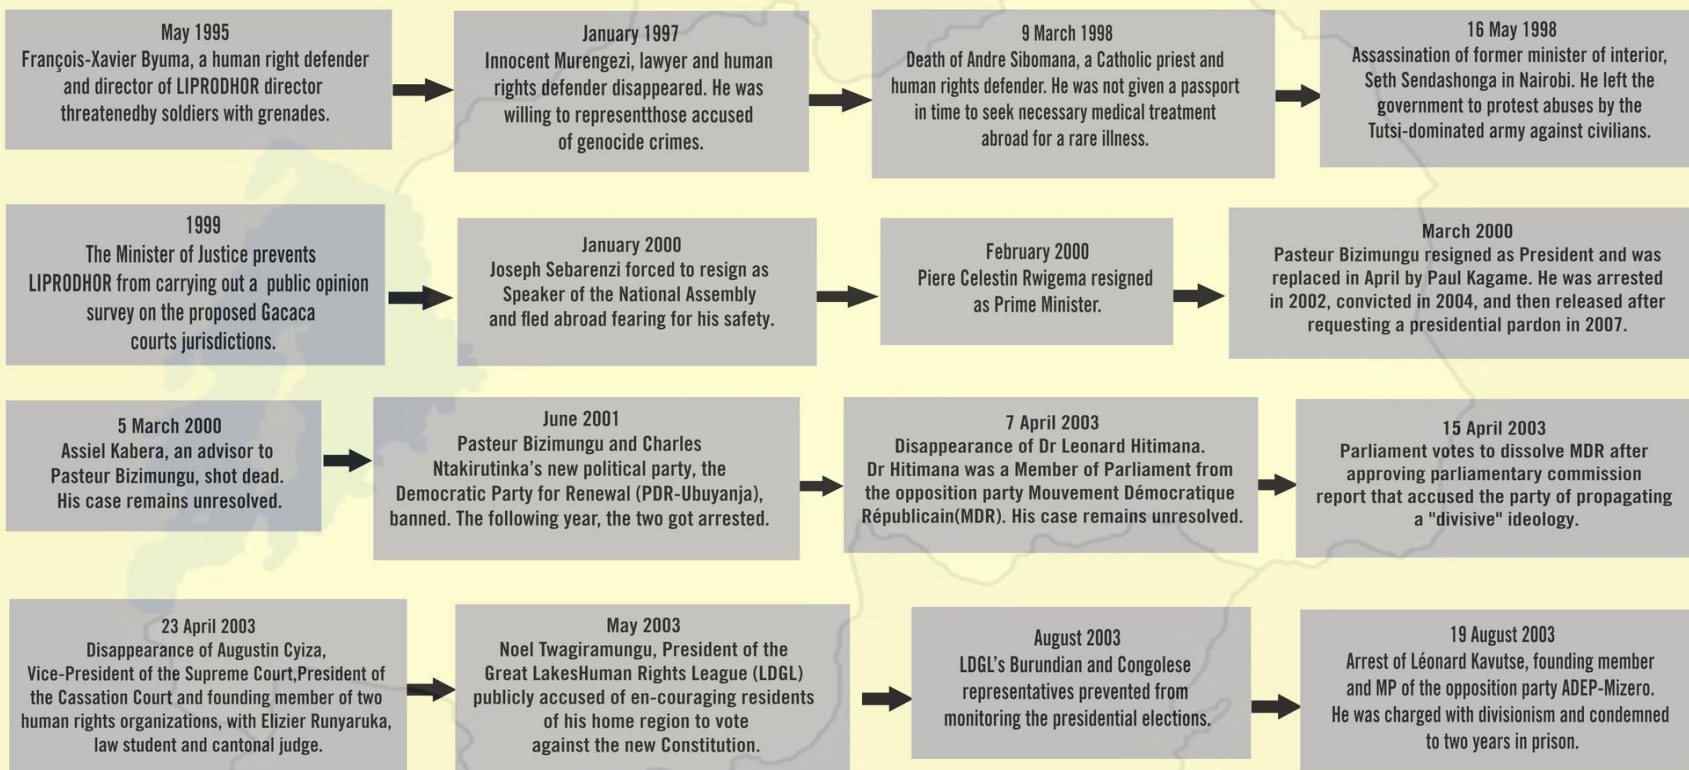 May 1995
François-Xavier Byuma, a human right defender
and director of LIPRODHOR director
threatenedby soldiers with grenades.
January 1997
Innocent Murengezi, lawyer and human
rights defender disappeared. He was
willing to representthose accused
of genocide crimes.
9 March 1998
Death of Andre Sibomana, a Catholic priest and
human rights defender. He was not given a passport
in time to seek necessary medical treatment
abroad for a rare illness.
16 May 1998
Assassination of former minister of interior,
Seth Sendashonga in Nairobi. He left the
government to protest abuses by the
Tutsi-dominated army against civilians.
1999
The Minister of Justice prevents
LIPRODHOR from carrying out a public opinion
survey on the proposed Gacaca
courts jurisdictions.
January 2000
Joseph Sebarenzi forced to resign as
Speaker of the National Assembly
and fled abroad fearing for his safety.
February 2000
Piere Celestin Rwigema resigned
as Prime Minister.
March 2000
Pasteur Bizimungu resigned as President and was
replaced in April by Paul Kagame. He was arrested
in 2002, convicted in 2004, and then released after
requesting a presidential pardon in 2007.
5 March 2000
Assiel Kabera, an advisor to
Pasteur Bizimungu, shot dead.
His case remains unresolved.
June 2001
Pasteur Bizimungu and Charles
Ntakirutinka's new political party, the
Democratic Party for Renewal (PDR-Ubuyanja),
banned. The following year, the two got arrested.
7 April 2003
Disappearance of Dr Leonard Hitimana.
Dr Hitimana was a Member of Parliament from
the opposition party Mouvement Démocratique
Républicain(MDR). His case remains unresolved.
15 April 2003
Parliament votes to dissolve MDR after
approving parliamentary commission
report that accused the party of propagating
a "divisive" ideology.
23 April 2003
Disappearance of Augustin Cyiza,
Vice-President of the Supreme Court,President of
the Cassation Court and founding member of two
human rights organizations, with Elizier Runyaruka,
law student and cantonal judge.
May 2003
Noel Twagiramungu, President of the
Great LakesHuman Rights League (LDGL)
publicly accused of en-couraging residents
of his home region to vote
against the new Constitution.
August 2003
LDGL's Burundian and Congolese
representatives prevented from
monitoring the presidential elections.
19 August 2003
Arrest of Léonard Kavutse, founding member
and MP of the opposition party ADEP-Mizero.
He was charged with divisionism and condemned
to two years in prison.